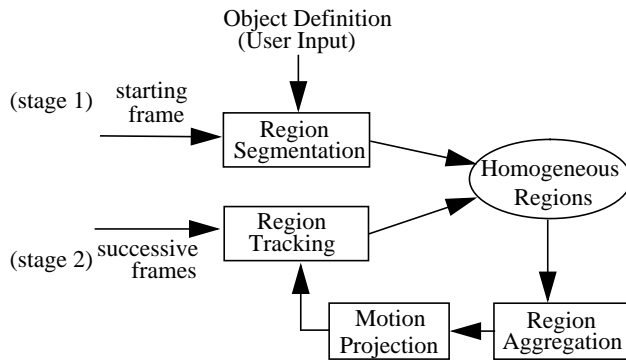 Object Definition
(User Input)
(stage 1)
starting
frame
Region
Segmentation
Homogeneous
Regions
Region
Tracking
(stage 2)
successive
frames
Motion
Projection
Region
Aggregation